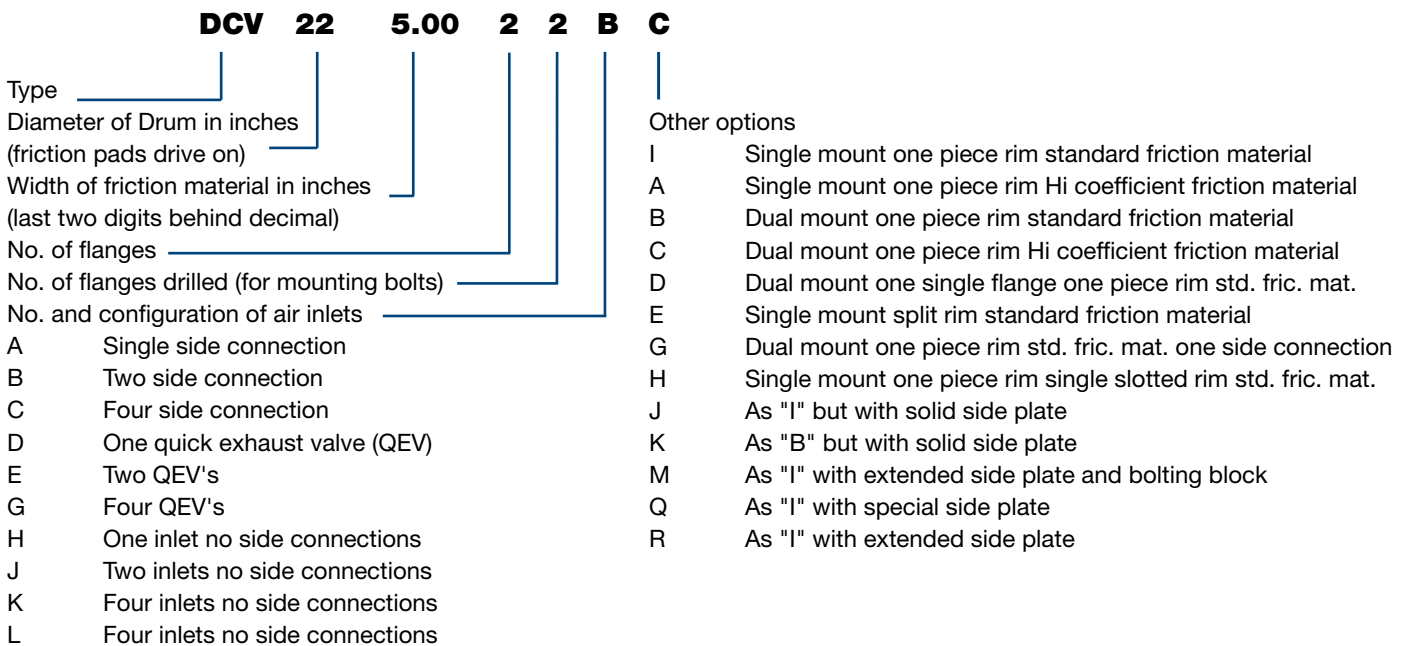 DCV 22 5.00 2 2 B C
Type
Diameter of Drum in inches
(friction pads drive on)
Width of friction material in inches
(last two digits behind decimal)
No. of flanges
No. of flanges drilled (for mounting bolts)
No. and configuration of air inlets
A Single side connection
B Two side connection
C Four side connection
D One quick exhaust valve (QEV)
E Two QEV's
G Four QEV's
H One inlet no side connections
J Two inlets no side connections
K Four inlets no side connections
L Four inlets no side connections
Other options
I Single mount one piece rim standard friction material
A Single mount one piece rim Hi coefficient friction material
B Dual mount one piece rim standard friction material
C Dual mount one piece rim Hi coefficient friction material
D Dual mount one single flange one piece rim std. fric. mat.
E Single mount split rim standard friction material
G Dual mount one piece rim std. fric. mat. one side connection
H Single mount one piece rim single slotted rim std. fric. mat.
J As "I" but with solid side plate
K As "B" but with solid side plate
M As "I" with extended side plate and bolting block
Q As "I" with special side plate
R As "I" with extended side plate